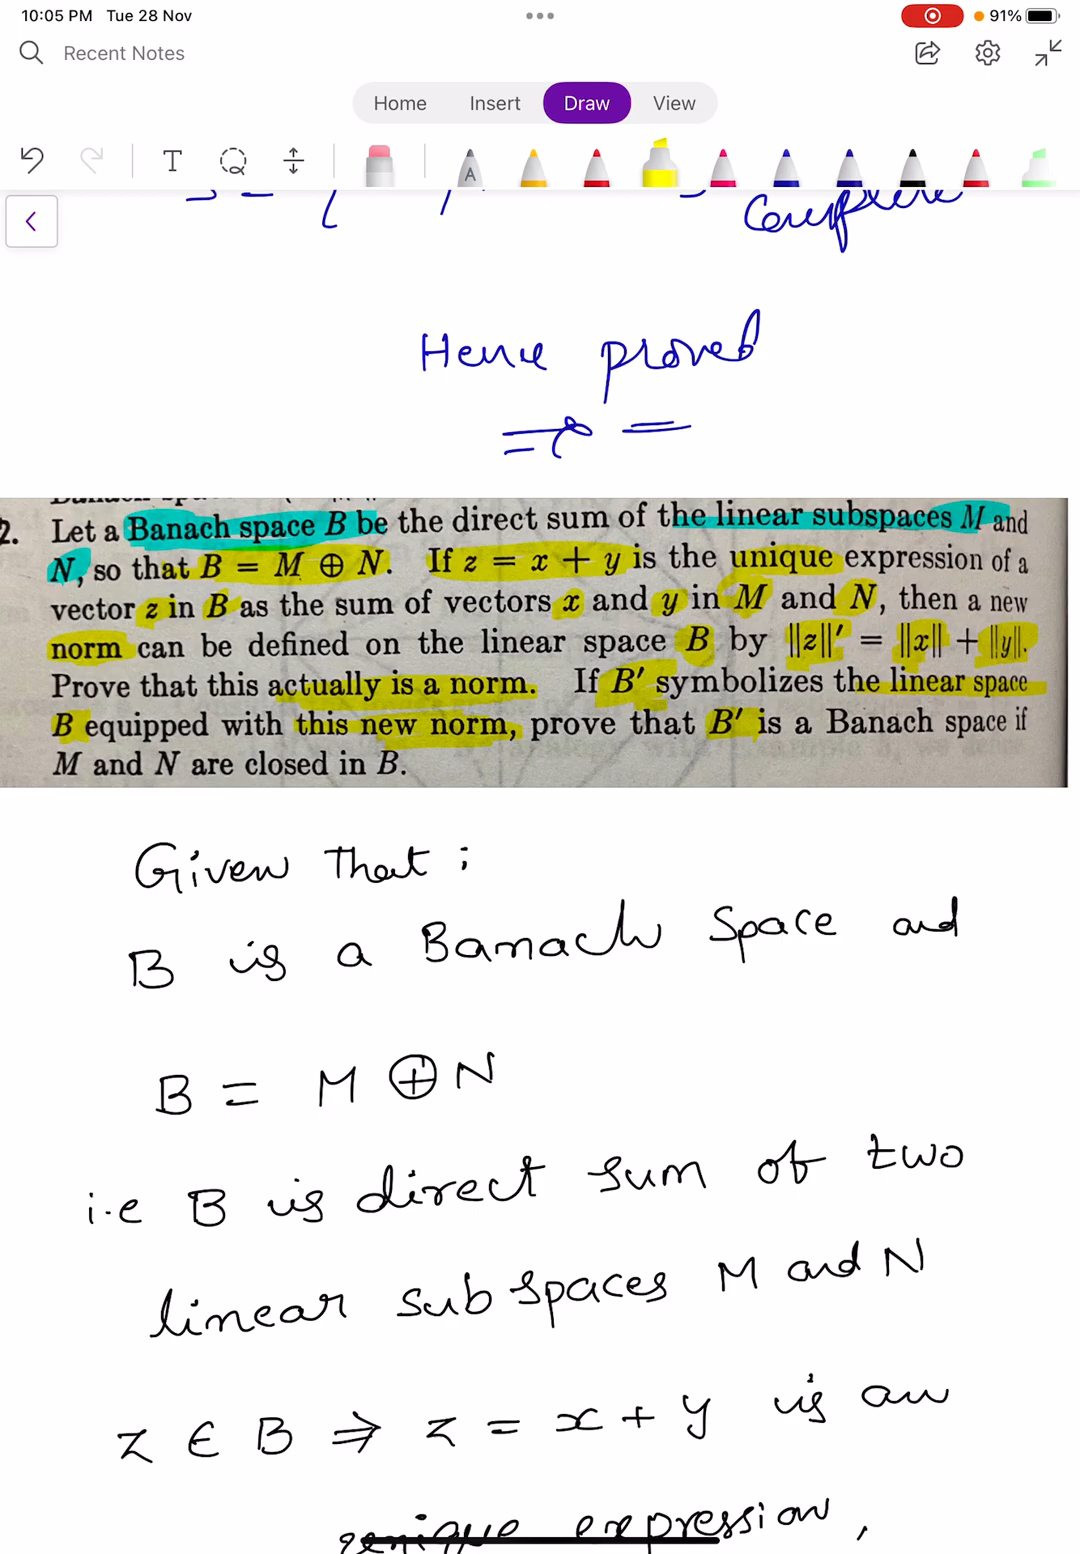 10:05 PM Tue 28 Nov
91%
Recent Notes
Home Insert Draw View
T
A
Complete
Hence proved
2. Let a Banach space B be the direct sum of the linear subspaces M and
N, so that B = M ⊕ N. If z = x + y is the unique expression of a
vector z in B as the sum of vectors x and y in M and N, then a new
norm can be defined on the linear space B by ||z||′ = ||x|| + ||y||.
Prove that this actually is a norm. If B′ symbolizes the linear space
B equipped with this new norm, prove that B′ is a Banach space if
M and N are closed in B.
Given That :
B is a Banach Space and
B = M ⊕ N
i.e B is direct sum of two
linear subspaces M and N
z ∈ B ⇒ z = x + y is an
unique expression,